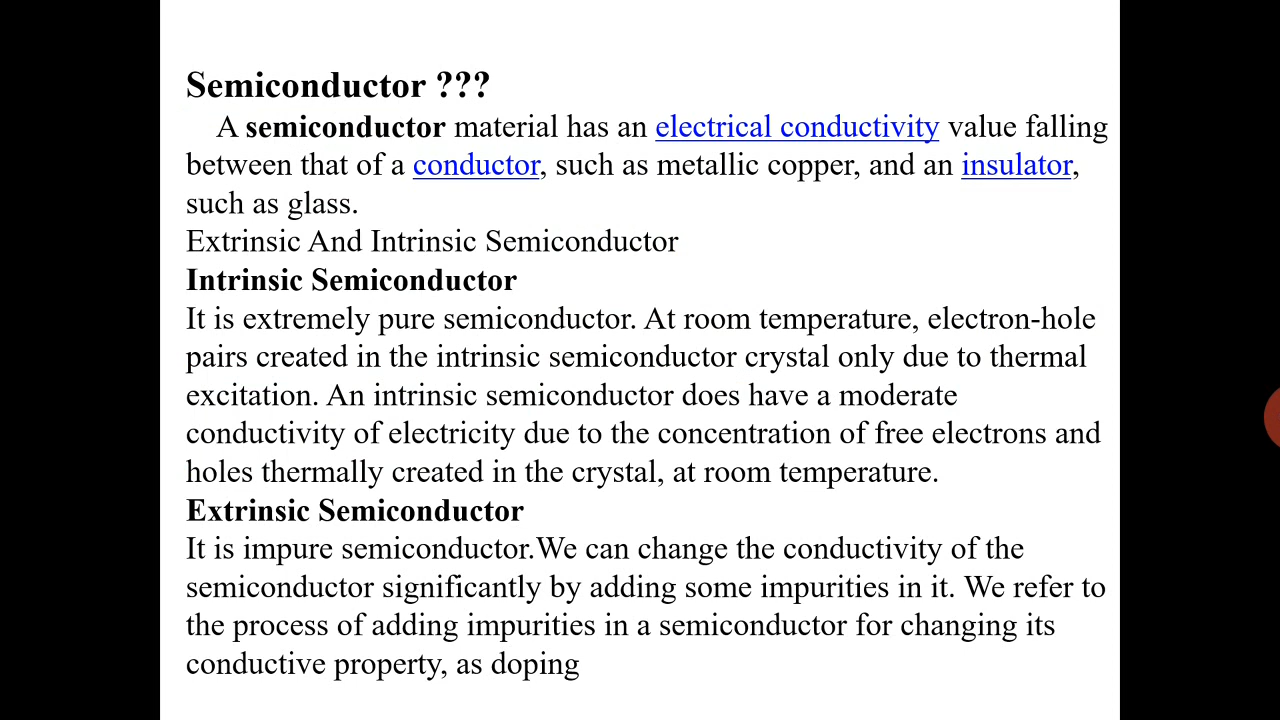 Semiconductor ???
A semiconductor material has an electrical conductivity value falling
between that of a conductor, such as metallic copper, and an insulator,
such as glass.
Extrinsic And Intrinsic Semiconductor
Intrinsic Semiconductor
It is extremely pure semiconductor. At room temperature, electron-hole
pairs created in the intrinsic semiconductor crystal only due to thermal
excitation. An intrinsic semiconductor does have a moderate
conductivity of electricity due to the concentration of free electrons and
holes thermally created in the crystal, at room temperature.
Extrinsic Semiconductor
It is impure semiconductor.We can change the conductivity of the
semiconductor significantly by adding some impurities in it. We refer to
the process of adding impurities in a semiconductor for changing its
conductive property, as doping